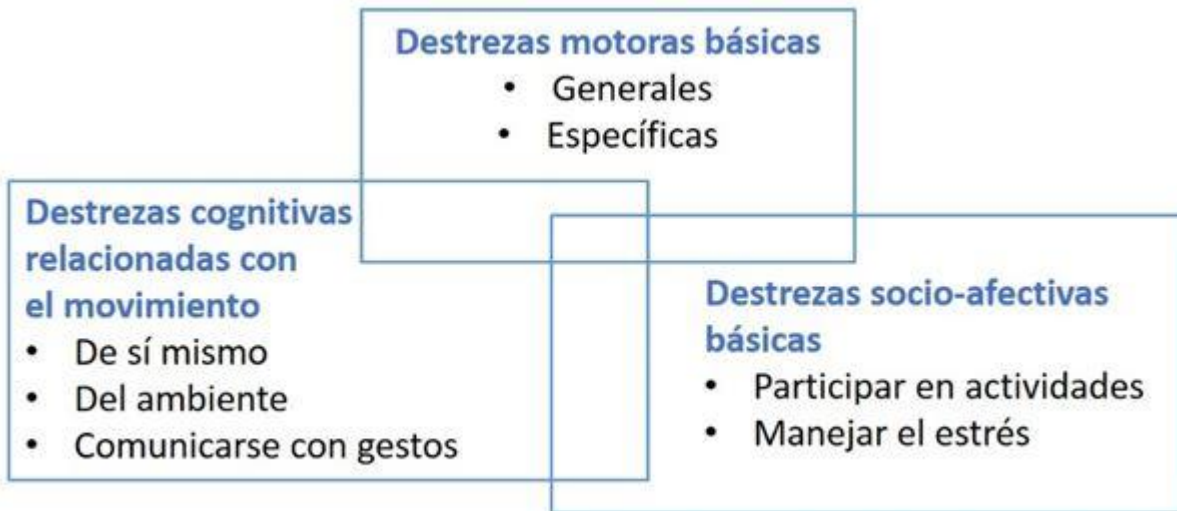 Destrezas motoras básicas
• Generales
• Específicas
Destrezas cognitivas
relacionadas con
el movimiento
• De sí mismo
• Del ambiente
• Comunicarse con gestos
Destrezas socio-afectivas
básicas
• Participar en actividades
• Manejar el estrés